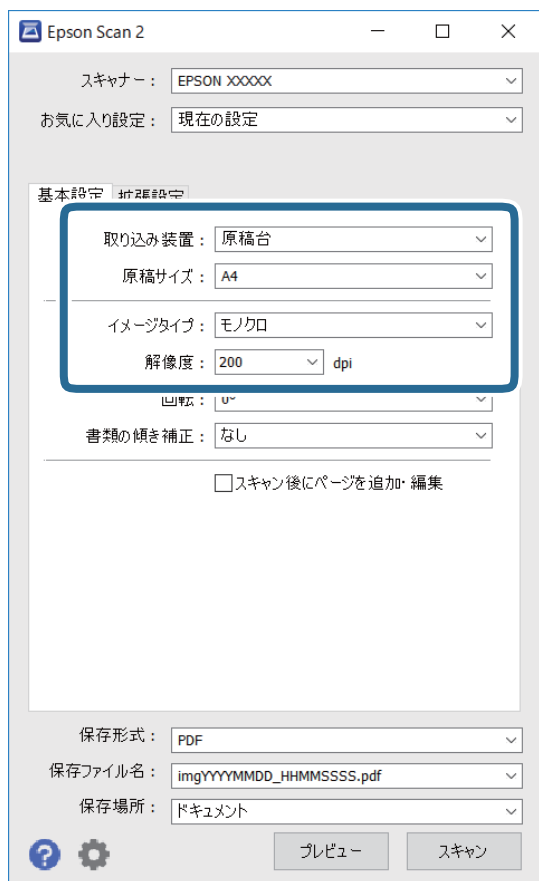 Epson Scan 2
スキャナー： EPSON XXXXX
お気に入り設定： 現在の設定
基本設定 拡張設定
取り込み装置： 原稿台
原稿サイズ： A4
イメージタイプ： モノクロ
解像度： 200 dpi
回転： 0°
書類の傾き補正： なし
スキャン後にページを追加・編集
保存形式： PDF
保存ファイル名： imgYYYYMMDD_HHMMSSSS.pdf
保存場所： ドキュメント
? プレビュー スキャン